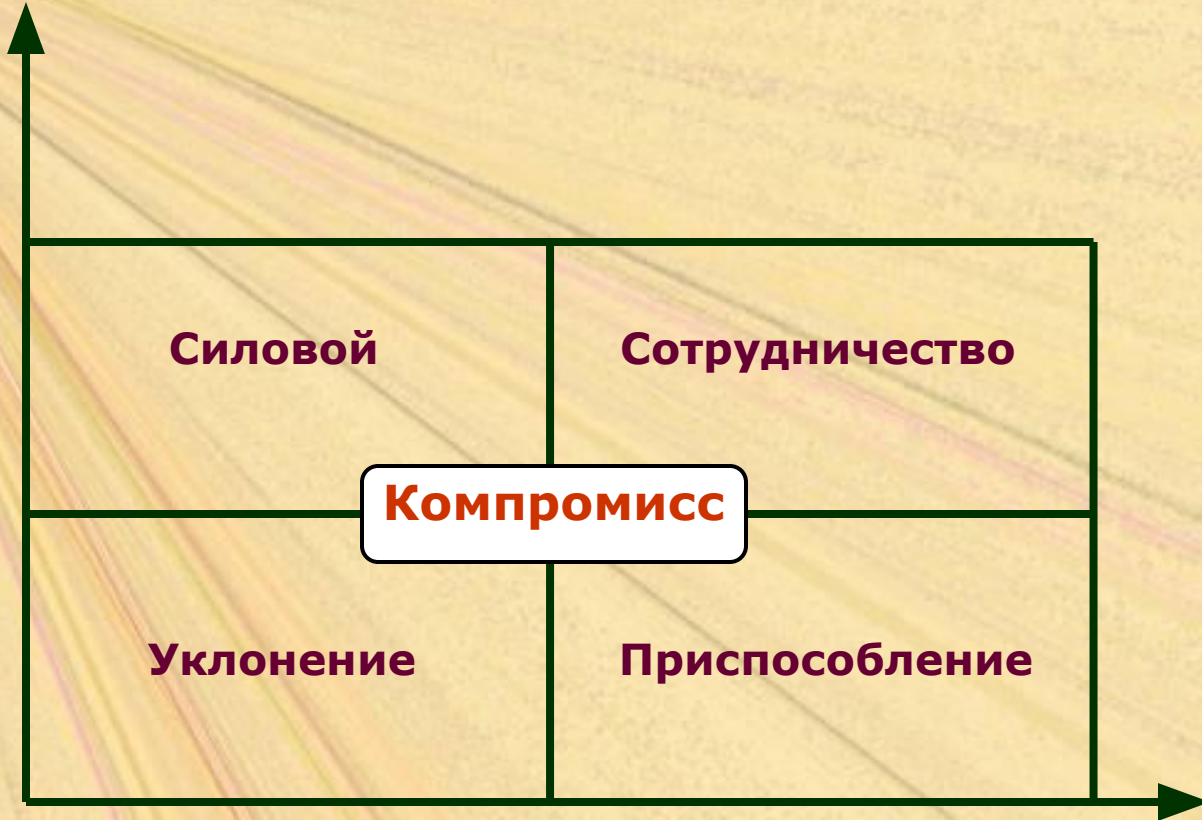 Силовой
Сотрудничество
Компромисс
Уклонение
Приспособление